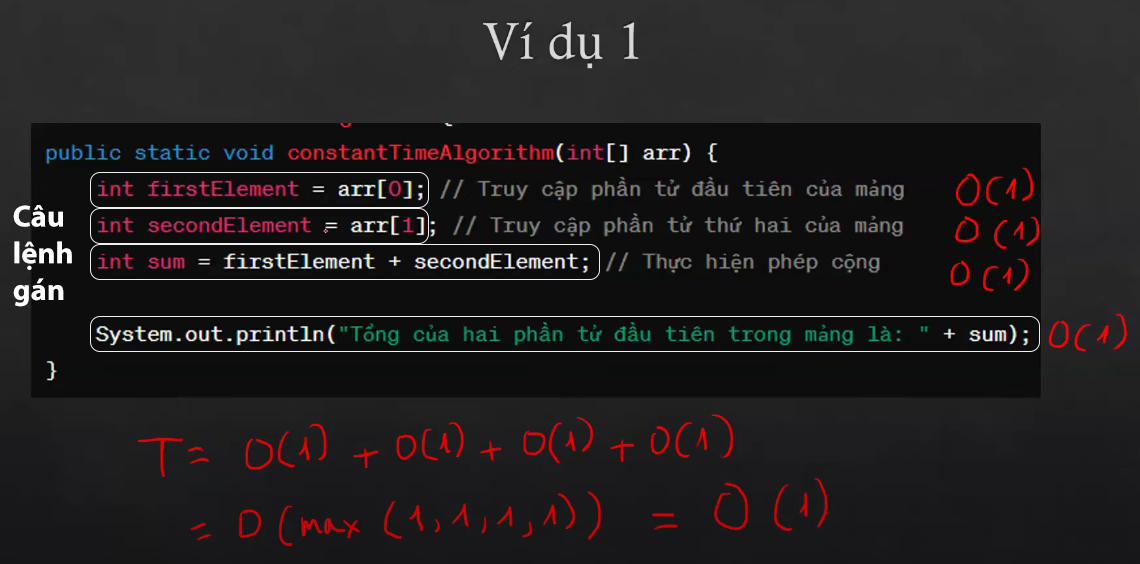 Ví dụ 1
public static void constantTimeAlgorithm(int[] arr) {
int firstElement = arr[0]; // Truy cập phần tử đầu tiên của mảng O(1)
int secondElement = arr[1]; // Truy cập phần tử thứ hai của mảng O(1)
int sum = firstElement + secondElement; // Thực hiện phép cộng O(1)
Câu
lệnh
gán
System.out.println("Tổng của hai phần tử đầu tiên trong mảng là: " + sum); O(1)
}
T = O(1) + O(1) + O(1) + O(1)
= O(max(1,1,1,1)) = O(1)